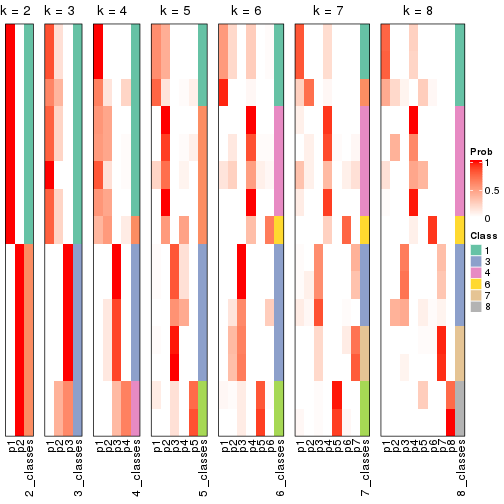 k = 2
k = 3
k = 4
k = 5
k = 6
k = 7
k = 8
Prob
1
0.5
0
Class
1
3
4
6
7
8
p1
p2
2_classes
p1
p2
p3
3_classes
p1
p2
p3
p4
4_classes
p1
p2
p3
p4
p5
5_classes
p1
p2
p3
p4
p5
p6
6_classes
p1
p2
p3
p4
p5
p6
p7
7_classes
p1
p2
p3
p4
p5
p6
p7
p8
8_classes